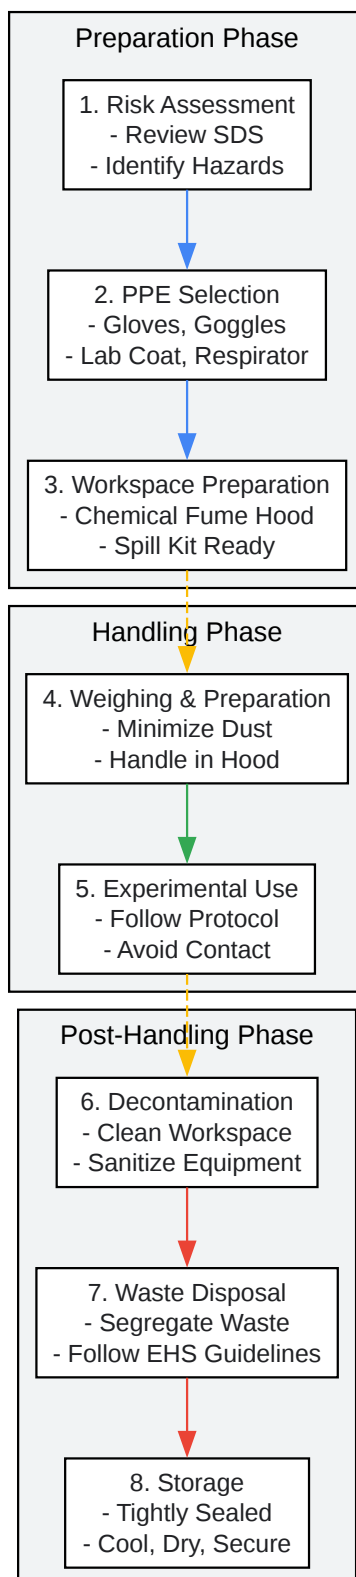 Preparation Phase
1. Risk Assessment
- Review SDS
- Identify Hazards
2. PPE Selection
- Gloves, Goggles
- Lab Coat, Respirator
3. Workspace Preparation
- Chemical Fume Hood
- Spill Kit Ready
Handling Phase
4. Weighing & Preparation
- Minimize Dust
- Handle in Hood
5. Experimental Use
- Follow Protocol
- Avoid Contact
Post-Handling Phase
6. Decontamination
- Clean Workspace
- Sanitize Equipment
7. Waste Disposal
- Segregate Waste
- Follow EHS Guidelines
8. Storage
- Tightly Sealed
- Cool, Dry, Secure